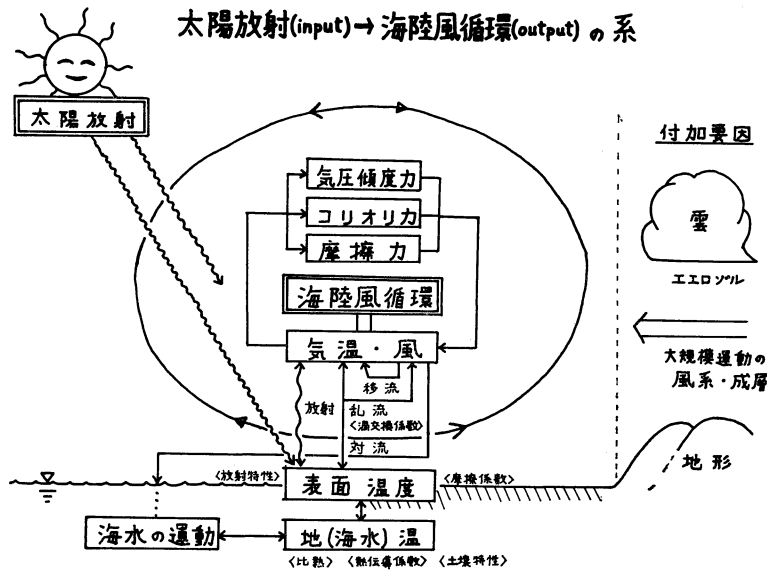 太陽放射(input)→海陸風循環(output)の系
太陽放射
付加要因
気圧傾度力
コリオリカ
摩擦力
雲
エエロゾル
海陸風循環
気温・風
大規模運動の
風系・成層
移流
放射
乱流
〈渦交換係数〉
対流
地形
〈放射特性〉
表面温度
〈摩擦係数〉
海水の運動
地(海水)温
〈比熱〉〈熱伝導係数〉〈土壌特性〉